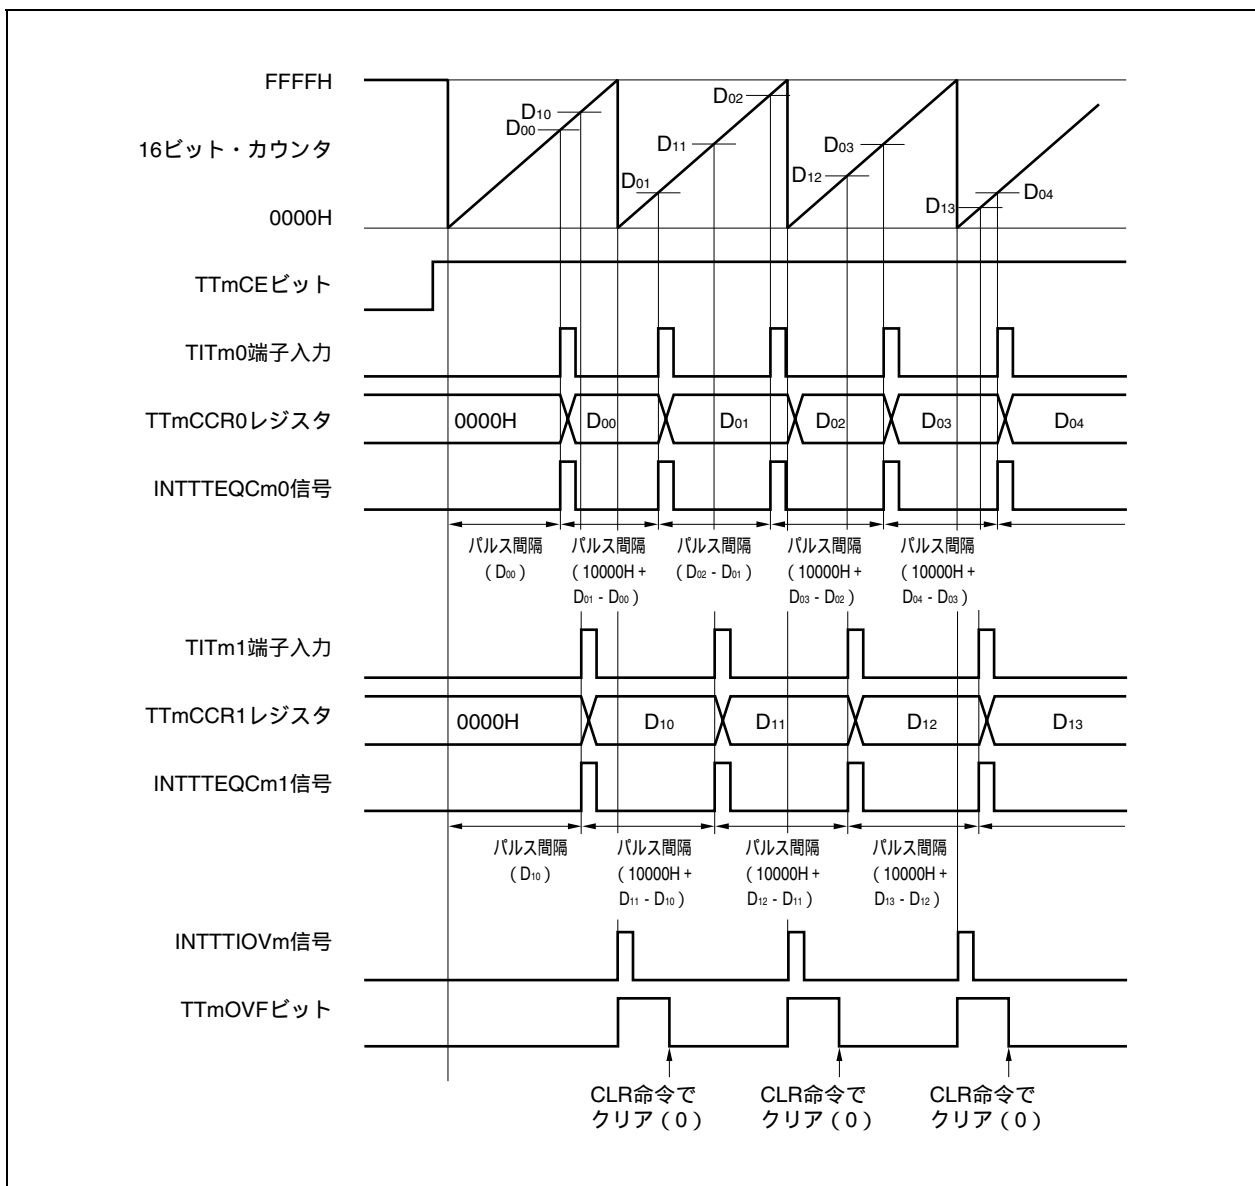 FFFFH
D10
D00
D02
16ビット・カウンタ
D11
D03
D12
D01
D04
D13
0000H
TTmCEビット
TITm0端子入力
TTmCCR0レジスタ
0000H D00 D01 D02 D03 D04
INTTTEQCm0信号
パルス間隔 パルス間隔 パルス間隔 パルス間隔 パルス間隔
（D00） （10000H + （D02 - D01） （10000H + （10000H +
D01 - D00） D03 - D02） D04 - D03）
TITm1端子入力
TTmCCR1レジスタ
0000H D10 D11 D12 D13
INTTTEQCm1信号
パルス間隔 パルス間隔 パルス間隔 パルス間隔
（D10） （10000H + （10000H + （10000H +
D11 - D10） D12 - D11） D13 - D12）
INTTTIOVm信号
TTmOVFビット
CLR命令で CLR命令で CLR命令で
クリア（0） クリア（0） クリア（0）